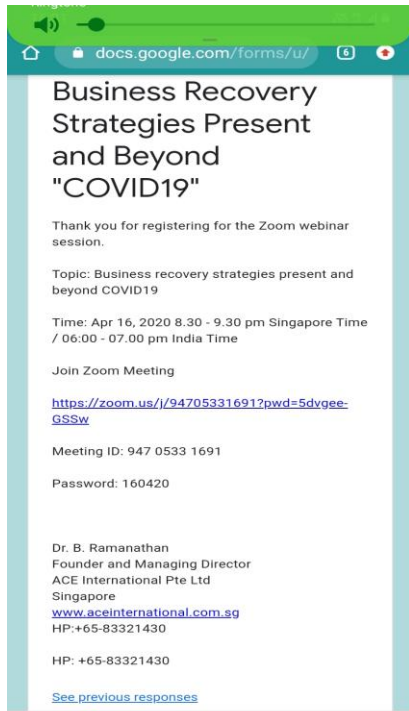 docs.google.com/forms/u/
6
Business Recovery
Strategies Present
and Beyond
"COVID19"
Thank you for registering for the Zoom webinar
session.
Topic: Business recovery strategies present and
beyond COVID19
Time: Apr 16, 2020 8.30 - 9.30 pm Singapore Time
/ 06:00 - 07.00 pm India Time
Join Zoom Meeting
https://zoom.us/j/94705331691?pwd=5dvgee-
GSSw
Meeting ID: 947 0533 1691
Password: 160420
Dr. B. Ramanathan
Founder and Managing Director
ACE International Pte Ltd
Singapore
www.aceinternational.com.sg
HP:+65-83321430
HP: +65-83321430
See previous responses